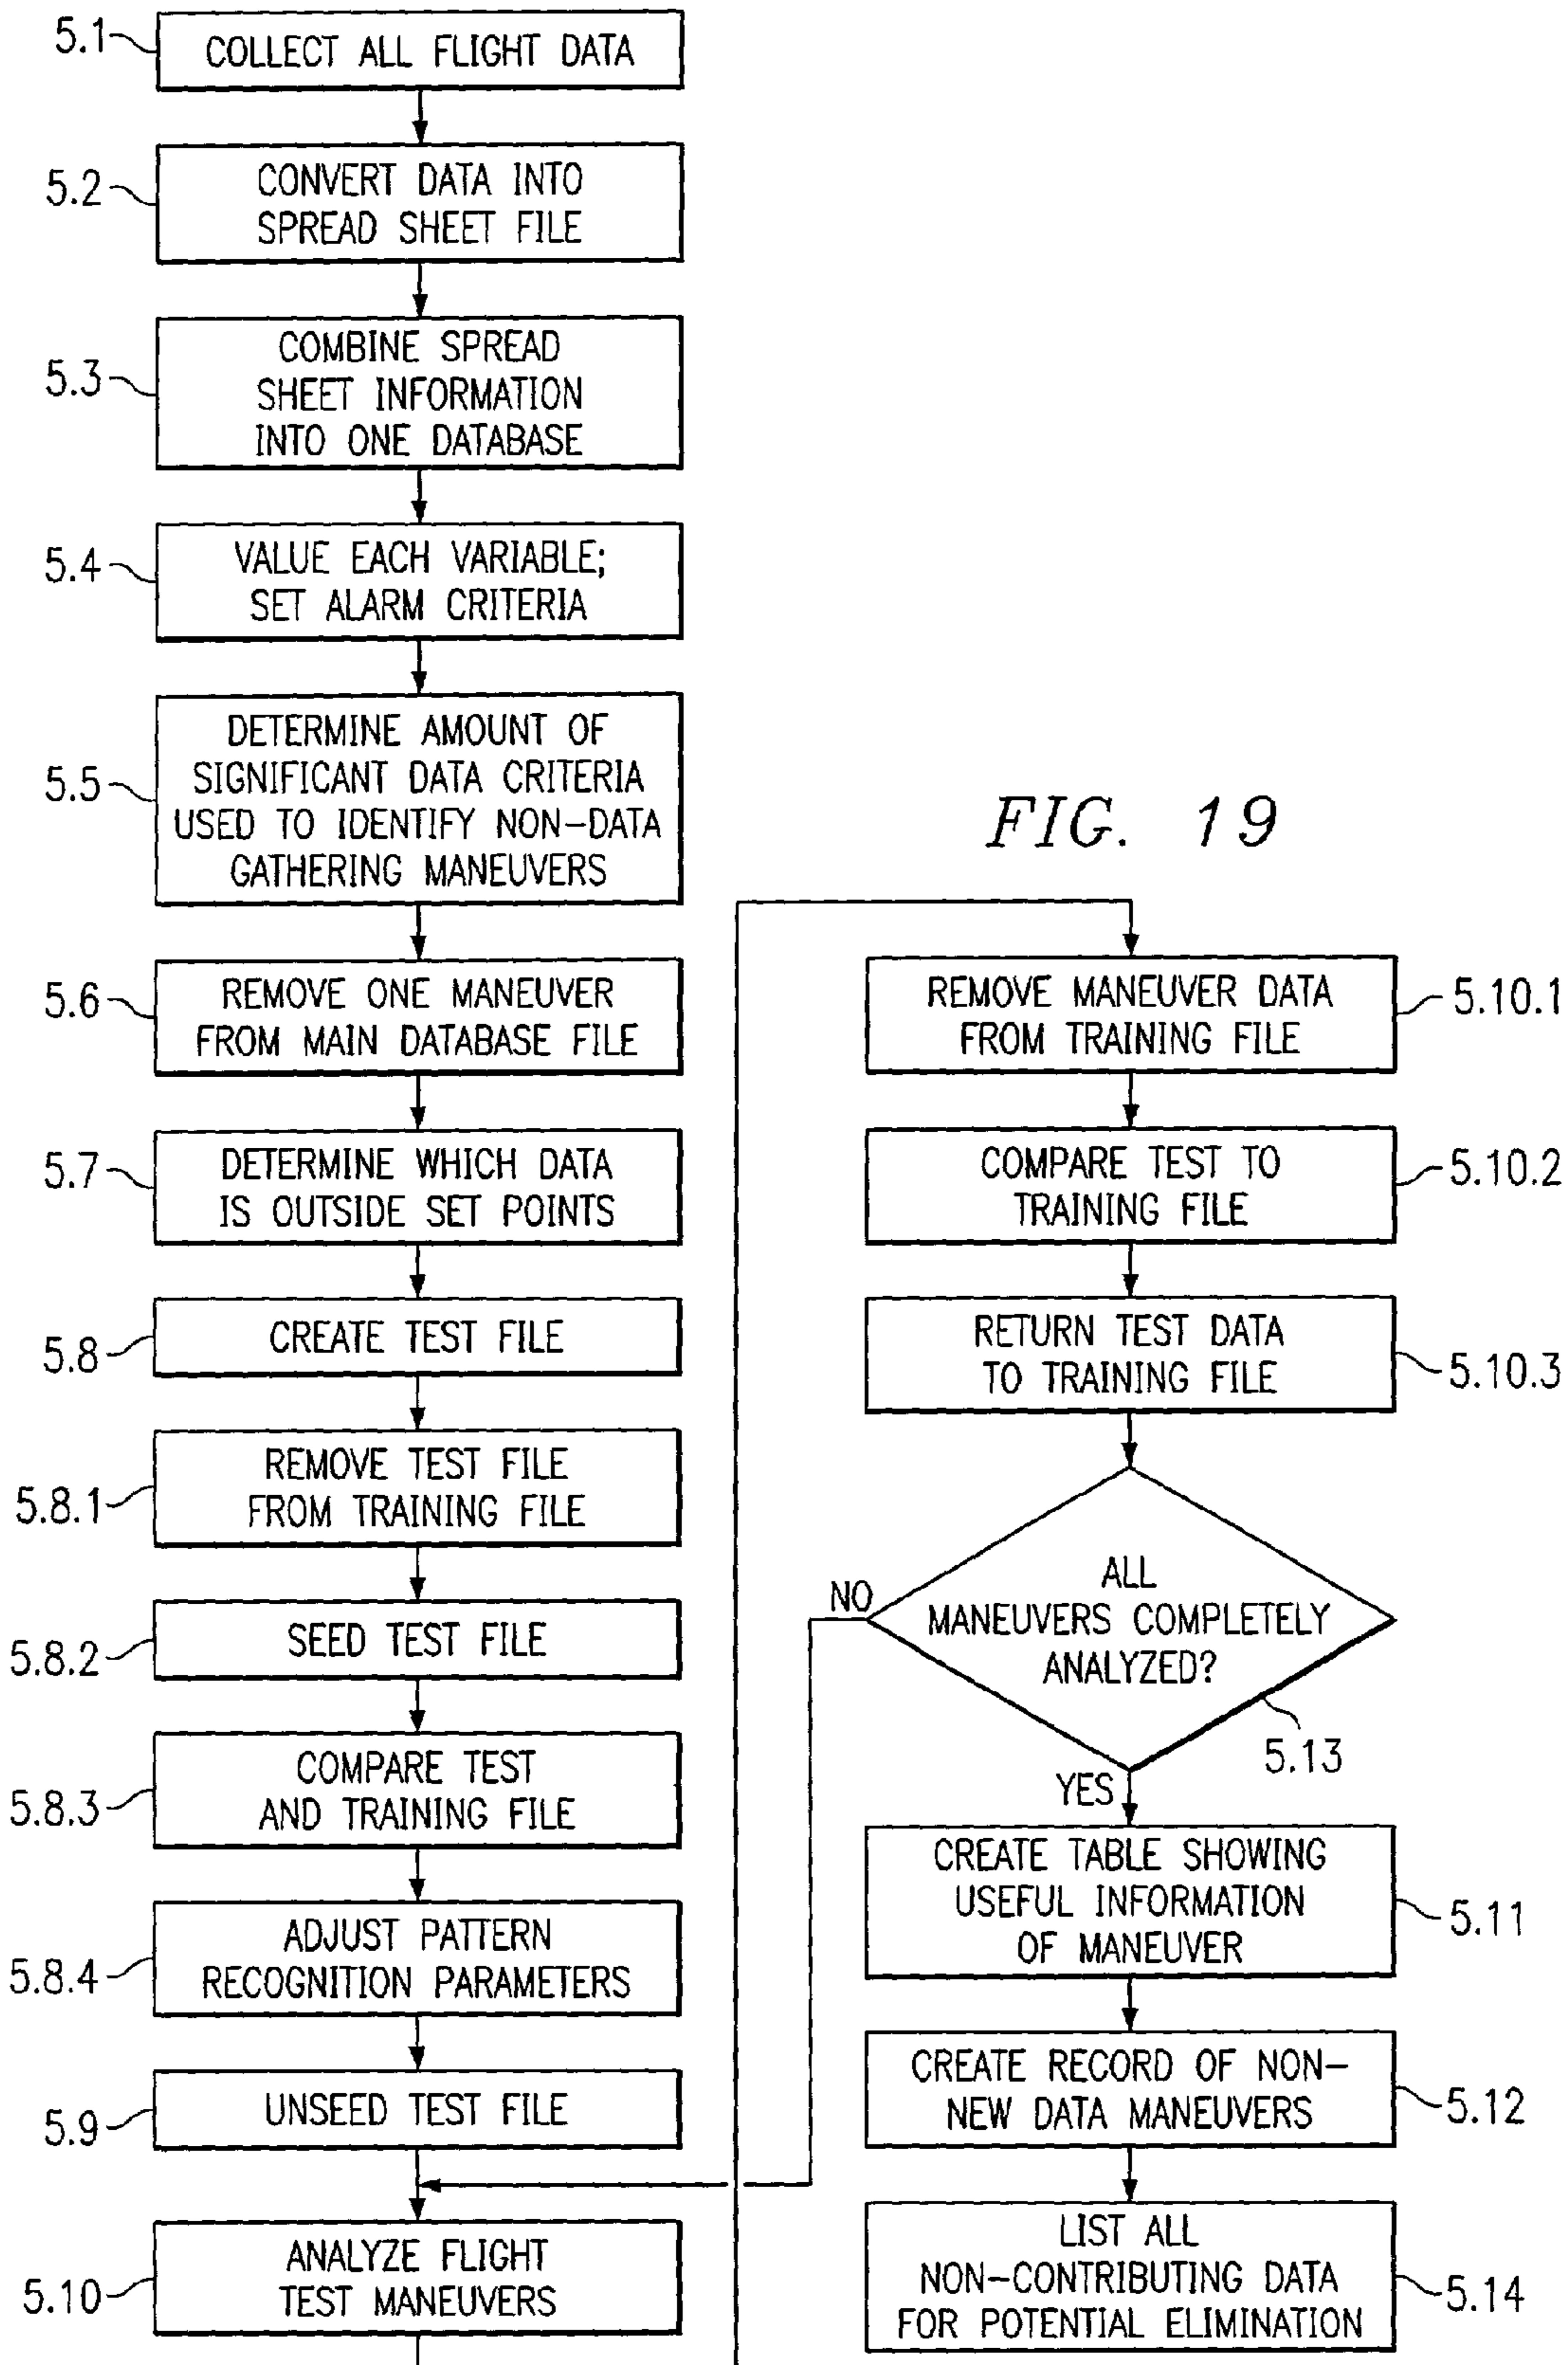 5.1
COLLECT ALL FLIGHT DATA
5.2
CONVERT DATA INTO
SPREAD SHEET FILE
5.3
COMBINE SPREAD
SHEET INFORMATION
INTO ONE DATABASE
5.4
VALUE EACH VARIABLE;
SET ALARM CRITERIA
5.5
DETERMINE AMOUNT OF
SIGNIFICANT DATA CRITERIA
USED TO IDENTIFY NON-DATA
GATHERING MANEUVERS
5.6
REMOVE ONE MANEUVER
FROM MAIN DATABASE FILE
5.7
DETERMINE WHICH DATA
IS OUTSIDE SET POINTS
5.8
CREATE TEST FILE
5.8.1
REMOVE TEST FILE
FROM TRAINING FILE
5.8.2
SEED TEST FILE
5.8.3
COMPARE TEST
AND TRAINING FILE
5.8.4
ADJUST PATTERN
RECOGNITION PARAMETERS
5.9
UNSEED TEST FILE
5.10
ANALYZE FLIGHT
TEST MANEUVERS
FIG. 19
REMOVE MANEUVER DATA
FROM TRAINING FILE
5.10.1
COMPARE TEST TO
TRAINING FILE
5.10.2
RETURN TEST DATA
TO TRAINING FILE
5.10.3
NO
ALL
MANEUVERS COMPLETELY
ANALYZED?
5.13
YES
CREATE TABLE SHOWING
USEFUL INFORMATION
OF MANEUVER
5.11
CREATE RECORD OF NON-
NEW DATA MANEUVERS
5.12
LIST ALL
NON-CONTRIBUTING DATA
FOR POTENTIAL ELIMINATION
5.14